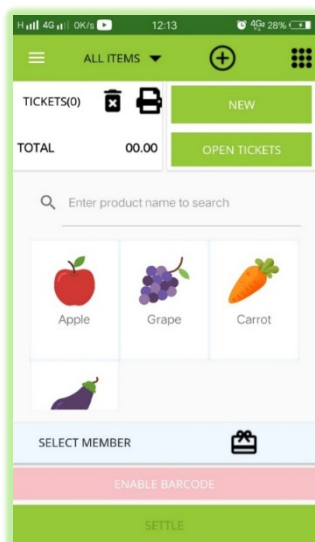 H 4G 0K/s 12:13 4G 28%
ALL ITEMS
TICKETS(0)
NEW
TOTAL 00.00
OPEN TICKETS
Enter product name to search
Apple Grape Carrot
SELECT MEMBER
ENABLE BARCODE
SETTLE